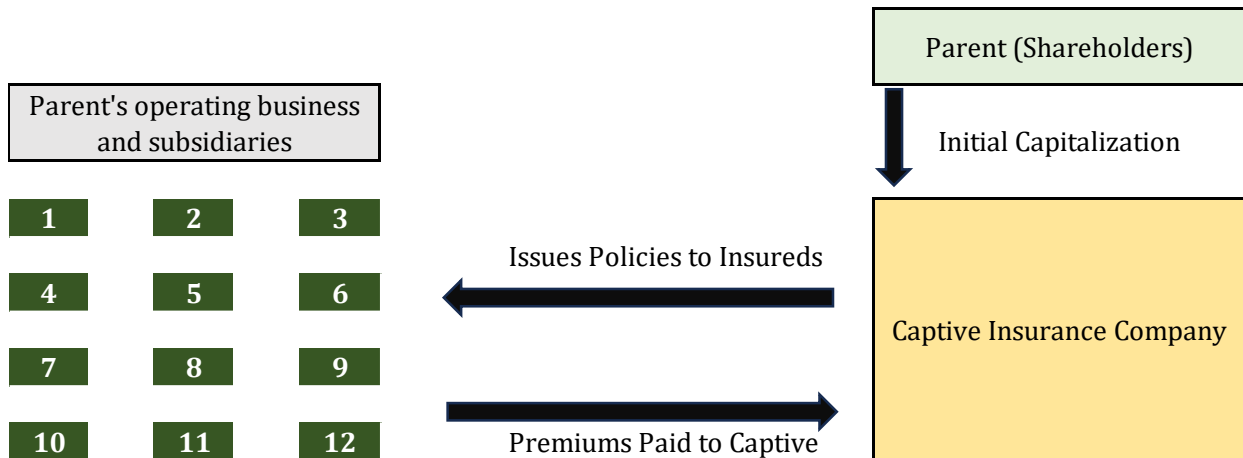 Parent (Shareholders)
Parent's operating business
and subsidiaries
Initial Capitalization
1 2 3
Issues Policies to Insureds
4 5 6
Captive Insurance Company
7 8 9
10 11 12
Premiums Paid to Captive